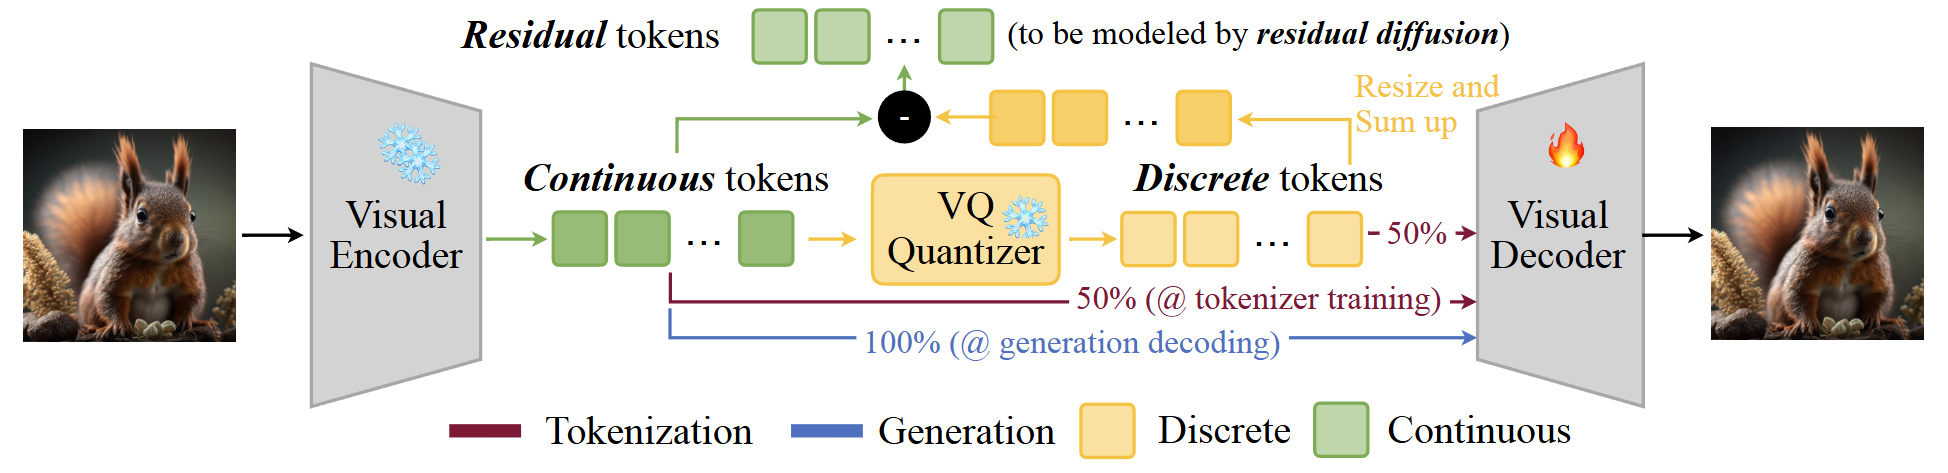 Residual tokens ... (to be modeled by residual diffusion)
Resize and
Sum up
-
Continuous tokens
Discrete tokens
Visual
Encoder
...
VQ
Quantizer
...
50%
Visual
Decoder
50% (@ tokenizer training)
100% (@ generation decoding)
Tokenization Generation Discrete Continuous